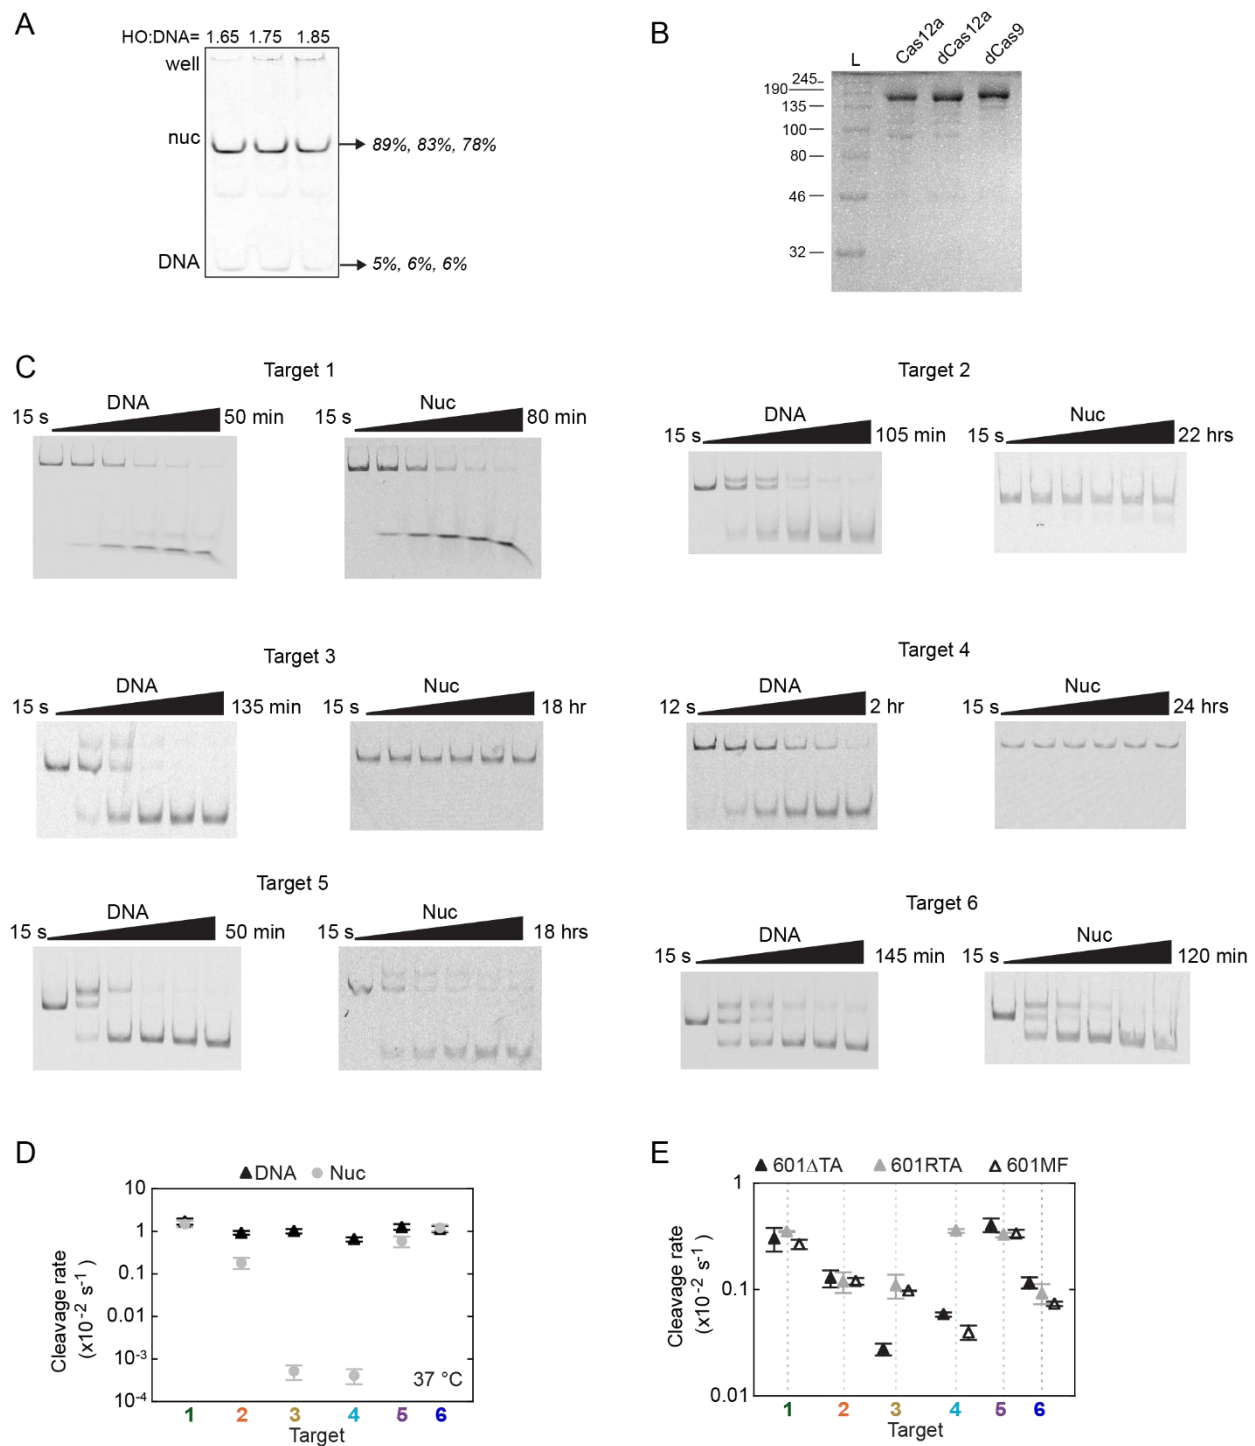 A
HO:DNA= 1.65 1.75 1.85
well
nuc
89%, 83%, 78%
DNA
5%, 6%, 6%
B
L Cas12a dCas12a dCas9
245
190
135
100
80
46
32
C
Target 1
DNA
15 s 50 min
Nuc
15 s 80 min
Target 2
DNA
15 s 105 min
Nuc
15 s 22 hrs
Target 3
DNA
15 s 135 min
Nuc
15 s 18 hr
Target 4
DNA
12 s 2 hr
Nuc
15 s 24 hrs
Target 5
DNA
15 s 50 min
Nuc
15 s 18 hrs
Target 6
DNA
15 s 145 min
Nuc
15 s 120 min
D
▲DNA ● Nuc
Cleavage rate
(x10⁻² s⁻¹)
10
1
0.1
0.01
10⁻³
10⁻⁴
37 °C
1 2 3 4 5 6
Target
E
▲ 601ΔTA ▲ 601RTA △ 601MF
Cleavage rate
(x10⁻² s⁻¹ )
1
0.1
0.01
1 2 3 4 5 6
Target